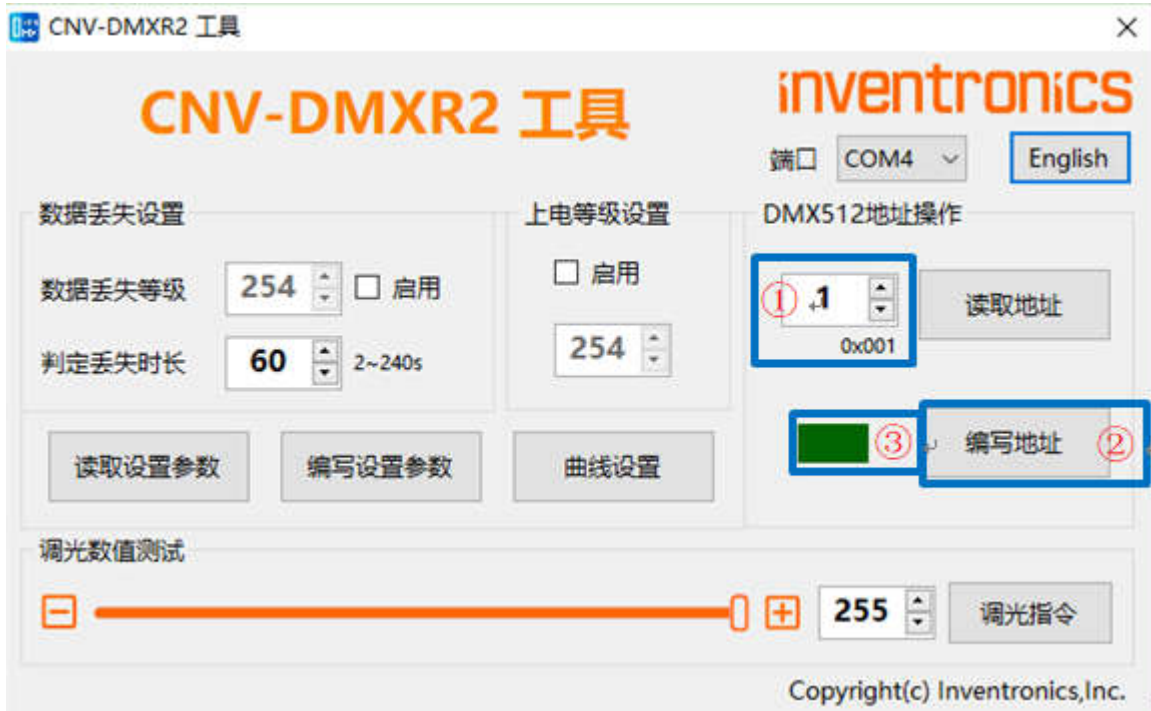 CNV-DMXR2 工具
CNV-DMXR2 工具
inventronics
端口 COM4 English
数据丢失设置
数据丢失等级 254 启用
判定丢失时长 60 2~240s
上电等级设置
启用
254
DMX512地址操作
① 1 读取地址
0x001
③ 编写地址 ②
读取设置参数 编写设置参数 曲线设置
调光数值测试
255 调光指令
Copyright(c) Inventronics,Inc.